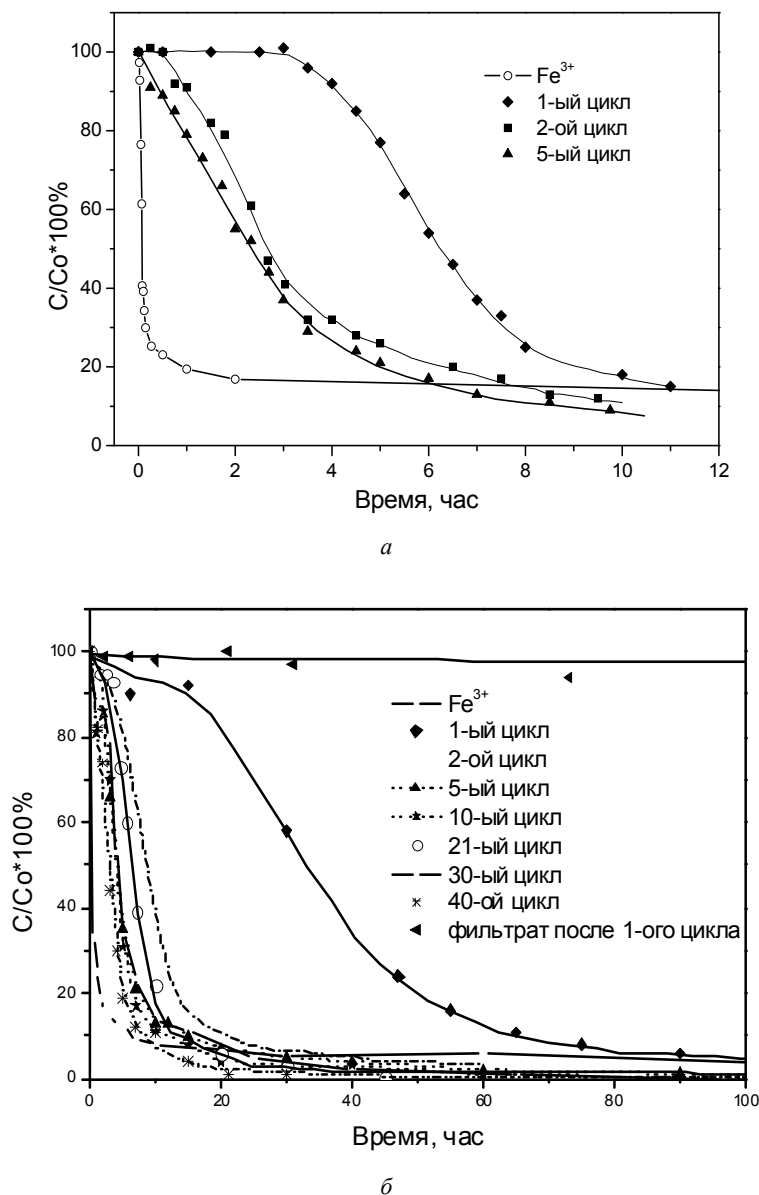 C/Co*100%
100
80
60
40
20
0
Fe³⁺
1-ый цикл
2-ой цикл
5-ый цикл
0 2 4 6 8 10 12
Время, час
а
C/Co*100%
100
80
60
40
20
0
Fe³⁺
1-ый цикл
2-ой цикл
5-ый цикл
10-ый цикл
21-ый цикл
30-ый цикл
40-ой цикл
фильтрат после 1-ого цикла
0 20 40 60 80 100
Время, час
б